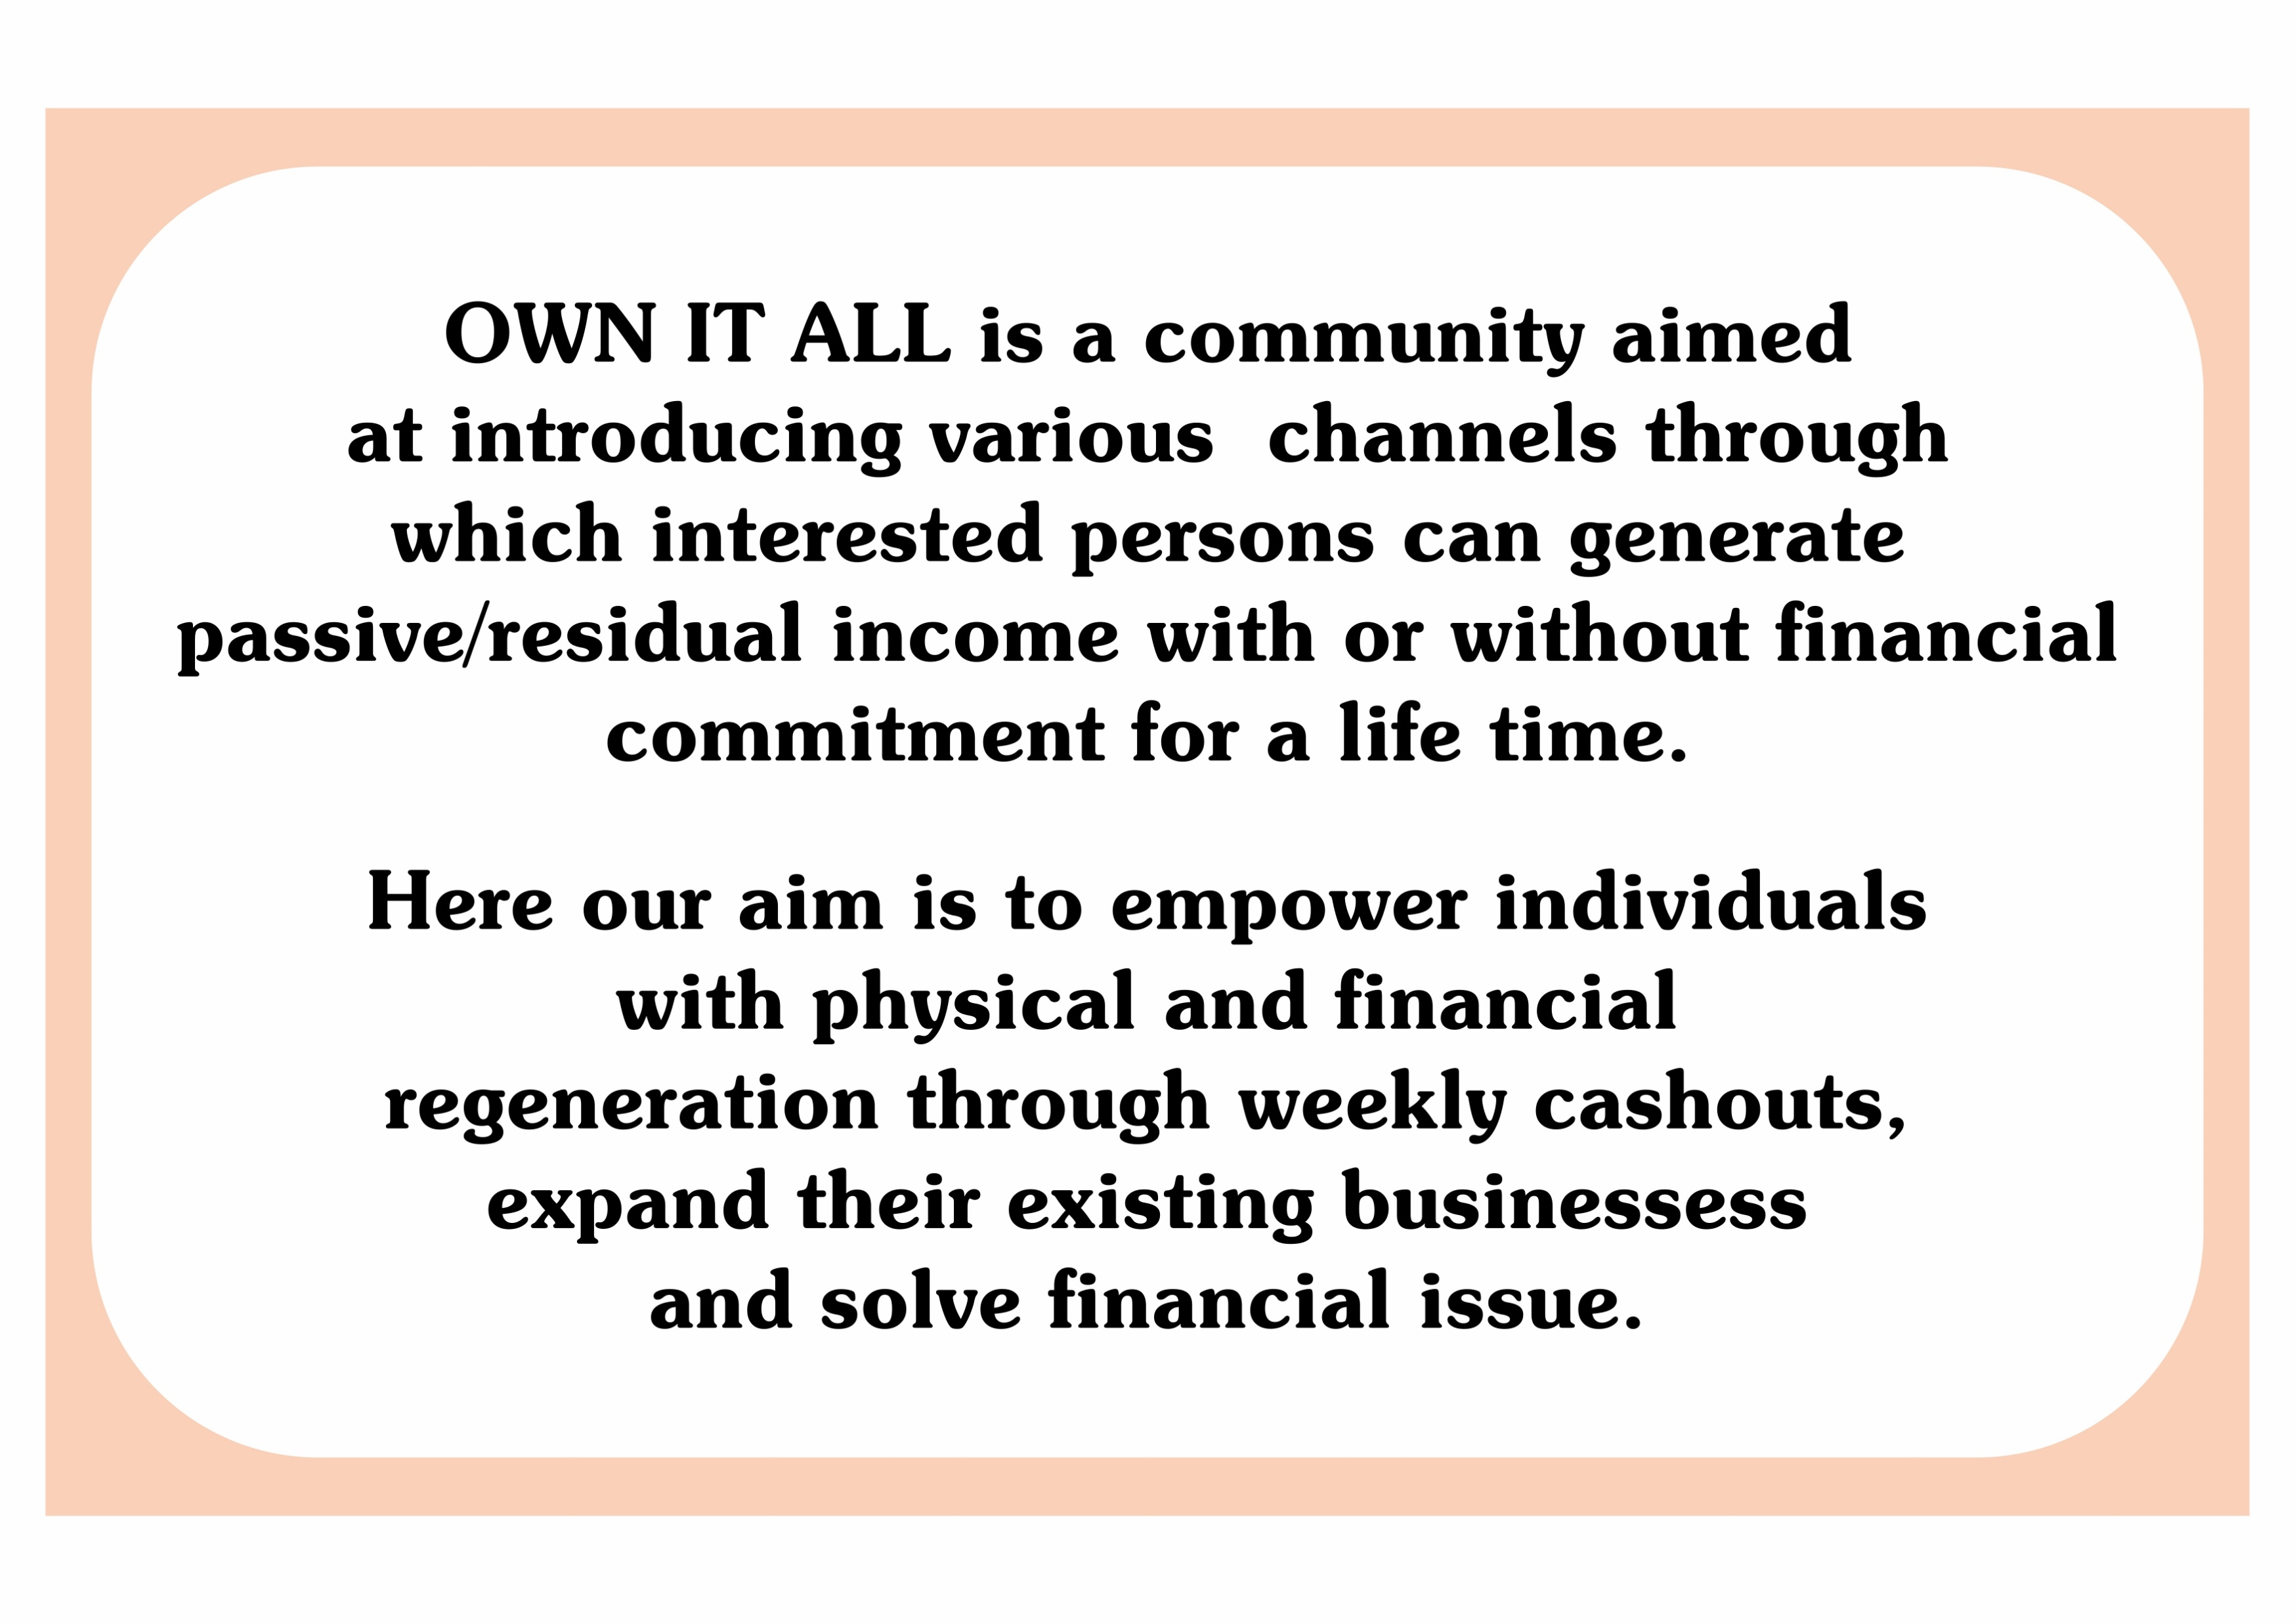 OWN IT ALL is a community aimed
at introducing various  channels through
which interested persons can generate
passive/residual income with or without financial
commitment for a life time.
Here our aim is to empower individuals
with physical and financial
regeneration through weekly cashouts,
expand their existing businessess
and solve financial issue.